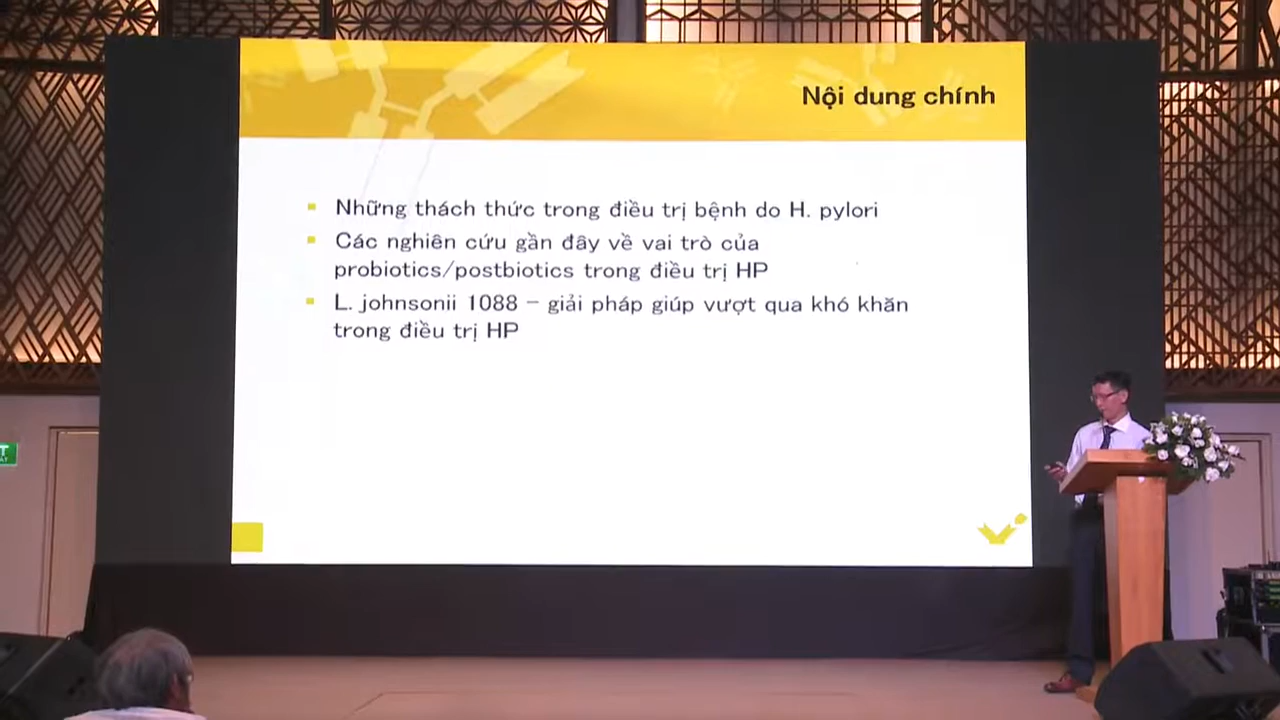 Nội dung chính
Những thách thức trong điều trị bệnh do H. pylori
Các nghiên cứu gần đây về vai trò của
probiotics/postbiotics trong điều trị HP
L. johnsonii 1088 – giải pháp giúp vượt qua khó khăn
trong điều trị HP